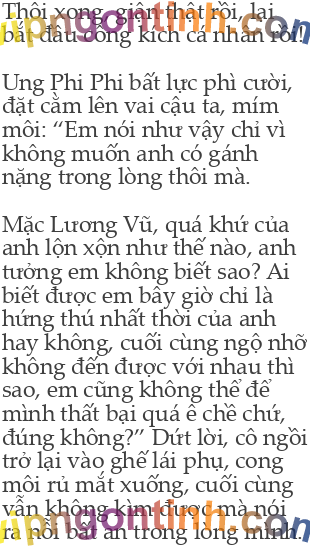 Thôi xong, giận thật rồi, lại
bắt đầu công kích cá nhân rồi!
Ung Phi Phi bất lực phì cười,
đặt cằm lên vai cậu ta, mím
môi: “Em nói như vậy chỉ vì
không muốn anh có gánh
nặng trong lòng thôi mà.
Mặc Lương Vũ, quá khứ của
anh lộn xộn như thế nào, anh
tưởng em không biết sao? Ai
biết được em bây giờ chỉ là
hứng thú nhất thời của anh
hay không, cuối cùng ngộ nhỡ
không đến được với nhau thì
sao, em cũng không thể để
mình thất bại quá ê chề chứ,
đúng không?” Dứt lời, cô ngồi
trở lại vào ghế lái phụ, cong
môi rủ mắt xuống, cuối cùng
vẫn không kìm được mà nói
ra nỗi bất an trong lòng mình.